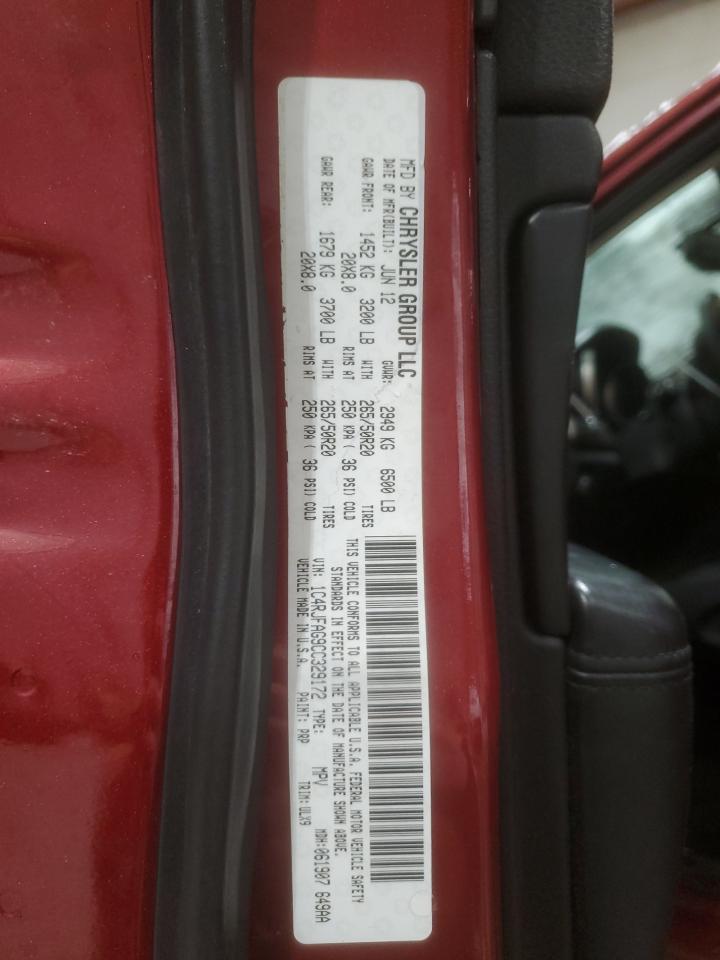 MFD BY CHRYSLER GROUP LLC
DATE OF MFR(BUILT): JUN 12 GVWR: 2949 KG 6500 LB
GAWR FRONT: 1452 KG 3200 LB WITH 265/50R20 TIRES
20X8.0 RIMS AT 250 KPA ( 36 PSI) COLD
GAWR REAR: 1679 KG 3700 LB WITH 265/50R20 TIRES
20X8.0 RIMS AT 250 KPA ( 36 PSI) COLD
THIS VEHICLE CONFORMS TO ALL APPLICABLE U.S.A. FEDERAL MOTOR VEHICLE SAFETY
STANDARDS IN EFFECT ON THE DATE OF MANUFACTURE SHOWN ABOVE.
VIN: 1C4RJFAG9CC329172 TYPE: MPV MDH:061907 649AA
VEHICLE MADE IN U.S.A. PAINT: PRP TRIM: ULX9